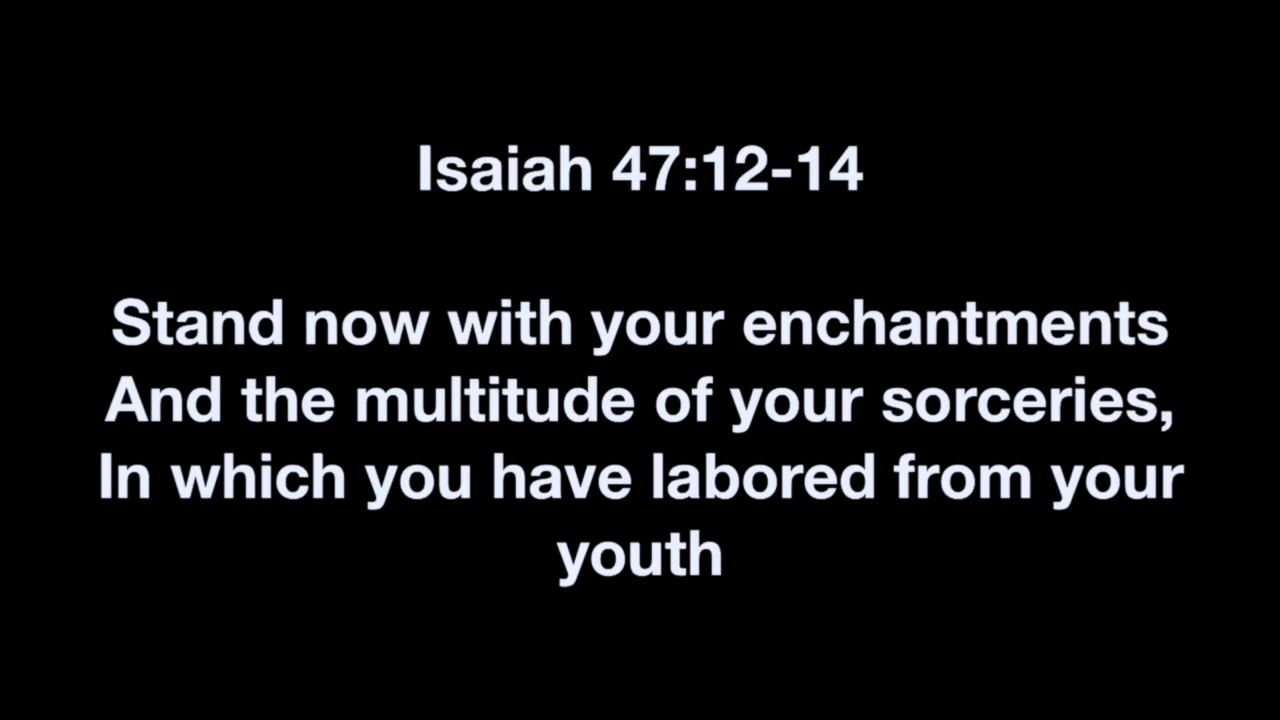 Isaiah 47:12-14
Stand now with your enchantments
And the multitude of your sorceries,
In which you have labored from your
youth